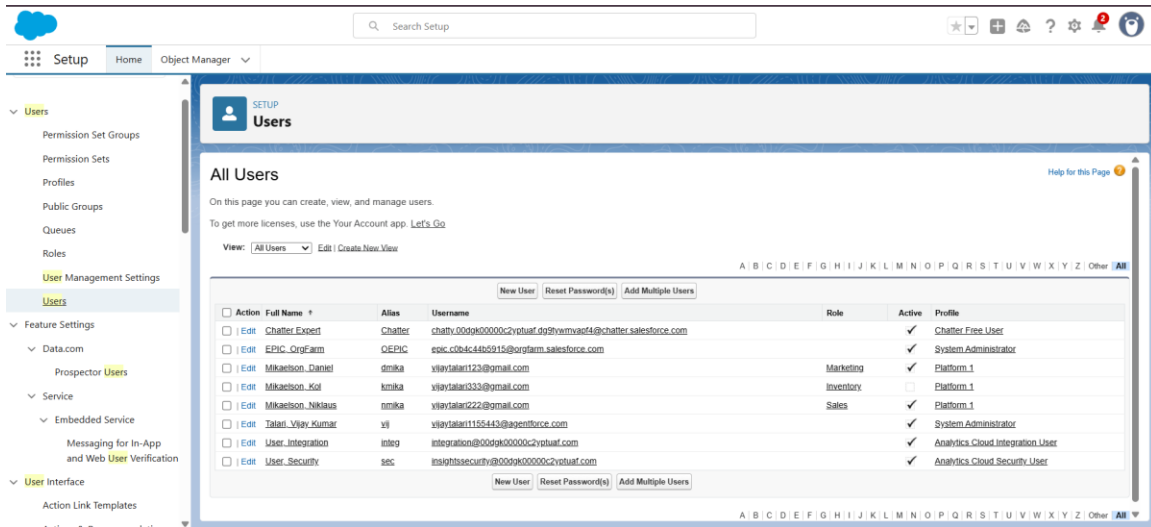 Search Setup
2
Setup
Home
Object Manager
Users
Permission Set Groups
Permission Sets
Profiles
Public Groups
Queues
Roles
User Management Settings
Users
Feature Settings
Data.com
Prospector Users
Service
Embedded Service
Messaging for In-App
and Web User Verification
User Interface
Action Link Templates
SETUP
Users
All Users
Help for this Page ?
On this page you can create, view, and manage users.
To get more licenses, use the Your Account app. Let's Go
View: All Users Edit | Create New View
A | B | C | D | E | F | G | H | I | J | K | L | M | N | O | P | Q | R | S | T | U | V | W | X | Y | Z | Other All
New User Reset Password(s) Add Multiple Users
Action Full Name ↑ Alias Username Role Active Profile
| Edit Chatter Expert Chatter Chatter Free User
| Edit EPIC, OrgFarm OEPIC epic.c0b4c44b5915@orgfarm.salesforce.com ✓ System Administrator
| Edit Mikaelson, Daniel dmika vijaytalari123@gmail.com Marketing ✓ Platform 1
| Edit Mikaelson, Kol kmika vijaytalari333@gmail.com Inventory Platform 1
| Edit Mikaelson, Niklaus nmika vijaytalari222@gmail.com Sales ✓ Platform 1
| Edit Talari, Vijay Kumar vij vijaytalari1155443@agentforce.com ✓ System Administrator
| Edit User, Integration integ integration@00dgk00000c2yptuaf.com ✓ Analytics Cloud Integration User
| Edit User, Security sec insightssecurity@00dgk00000c2yptuaf.com ✓ Analytics Cloud Security User
New User Reset Password(s) Add Multiple Users
A | B | C | D | E | F | G | H | I | J | K | L | M | N | O | P | Q | R | S | T | U | V | W | X | Y | Z | Other All